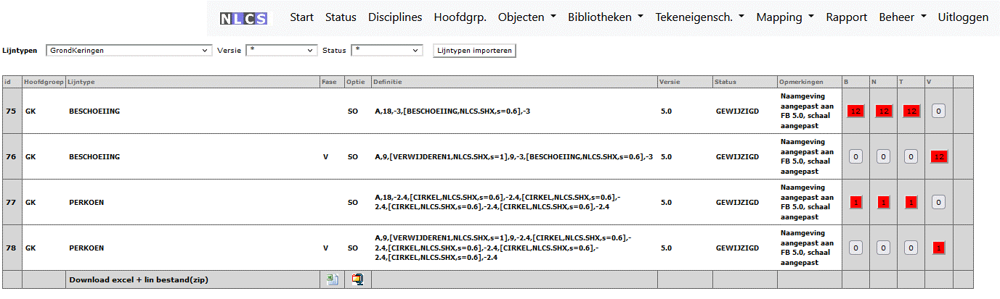 NLCS Start Status Disciplines Hoofdgrp. Objecten Bibliotheken Tekeneigensch. Mapping Rapport Beheer Uitloggen
Lijntypen GrondKeringen Versie * Status * Lijntypen importeren
id Hoofdgroep Lijntype Fase Optie Definitie Versie Status Opmerkingen B N T V
75 GK BESCHOEIING SO A,18,-3,[BESCHOEIING,NLCS.SHX,s=0.6],-3 5.0 GEWIJZIGD Naamgeving
aangepast aan
FB 5.0, schaal
aangepast
12 12 12 0
76 GK BESCHOEIING V SO A,9,[VERWIJDEREN1,NLCS.SHX,s=1],9,-3,[BESCHOEIING,NLCS.SHX,s=0.6],-3 5.0 GEWIJZIGD Naamgeving
aangepast aan
FB 5.0, schaal
aangepast
0 0 0 12
77 GK PERKOEN SO A,18,-2.4,[CIRKEL,NLCS.SHX,s=0.6],-2.4,[CIRKEL,NLCS.SHX,s=0.6],-
2.4,[CIRKEL,NLCS.SHX,s=0.6],-2.4,[CIRKEL,NLCS.SHX,s=0.6],-2.4 5.0 GEWIJZIGD Naamgeving
aangepast aan
FB 5.0, schaal
aangepast
1 1 1 0
78 GK PERKOEN V SO A,9,[VERWIJDEREN1,NLCS.SHX,s=1],9,-2.4,[CIRKEL,NLCS.SHX,s=0.6],-
2.4,[CIRKEL,NLCS.SHX,s=0.6],-2.4,[CIRKEL,NLCS.SHX,s=0.6],-
2.4,[CIRKEL,NLCS.SHX,s=0.6],-2.4 5.0 GEWIJZIGD Naamgeving
aangepast aan
FB 5.0, schaal
aangepast
0 0 0 1
Download excel + lin bestand(zip)